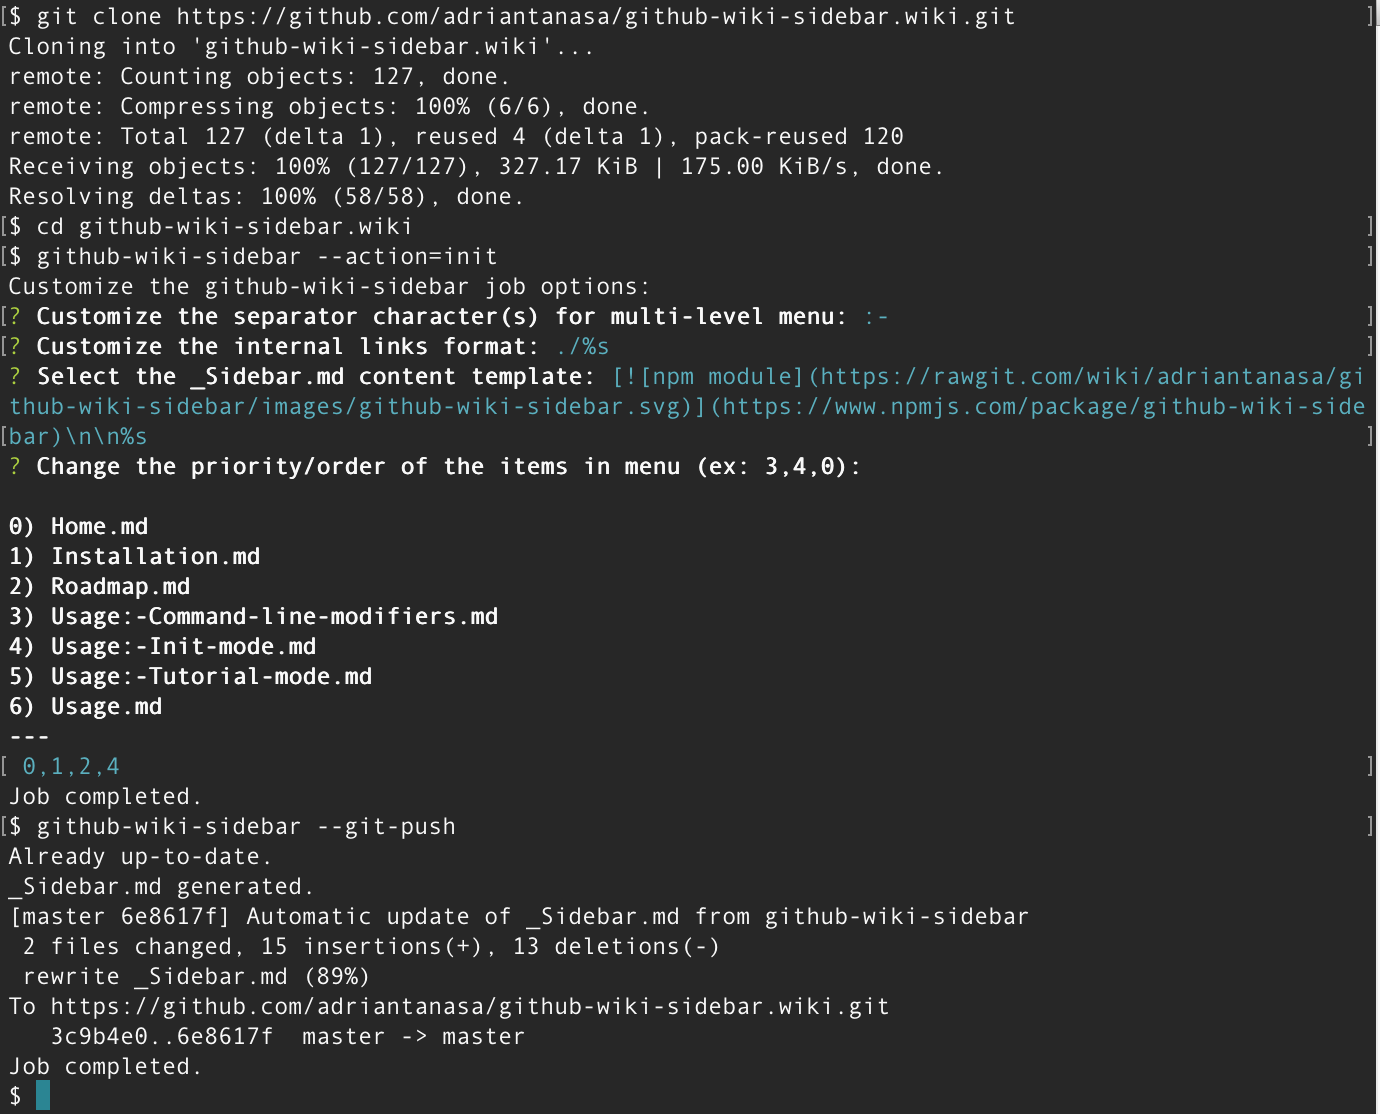 [$ git clone https://github.com/adriantanasa/github-wiki-sidebar.wiki.git ]
Cloning into 'github-wiki-sidebar.wiki'...
remote: Counting objects: 127, done.
remote: Compressing objects: 100% (6/6), done.
remote: Total 127 (delta 1), reused 4 (delta 1), pack-reused 120
Receiving objects: 100% (127/127), 327.17 KiB | 175.00 KiB/s, done.
Resolving deltas: 100% (58/58), done.
[$ cd github-wiki-sidebar.wiki ]
[$ github-wiki-sidebar --action=init ]
Customize the github-wiki-sidebar job options:
[? Customize the separator character(s) for multi-level menu: :- ]
[? Customize the internal links format: ./%s ]
? Select the _Sidebar.md content template: [![npm module](https://rawgit.com/wiki/adriantanasa/gi
thub-wiki-sidebar/images/github-wiki-sidebar.svg)](https://www.npmjs.com/package/github-wiki-side
[bar)\n\n%s ]
? Change the priority/order of the items in menu (ex: 3,4,0):
0) Home.md
1) Installation.md
2) Roadmap.md
3) Usage:-Command-line-modifiers.md
4) Usage:-Init-mode.md
5) Usage:-Tutorial-mode.md
6) Usage.md
---
[ 0,1,2,4 ]
Job completed.
[$ github-wiki-sidebar --git-push ]
Already up-to-date.
_Sidebar.md generated.
[master 6e8617f] Automatic update of _Sidebar.md from github-wiki-sidebar
2 files changed, 15 insertions(+), 13 deletions(-)
rewrite _Sidebar.md (89%)
To https://github.com/adriantanasa/github-wiki-sidebar.wiki.git
3c9b4e0..6e8617f  master -> master
Job completed.
$